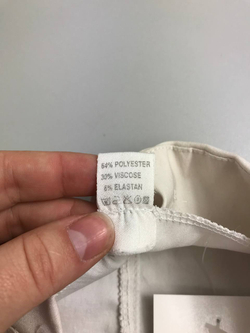 64% POLYESTER
30% VISCOSE
6% ELASTAN